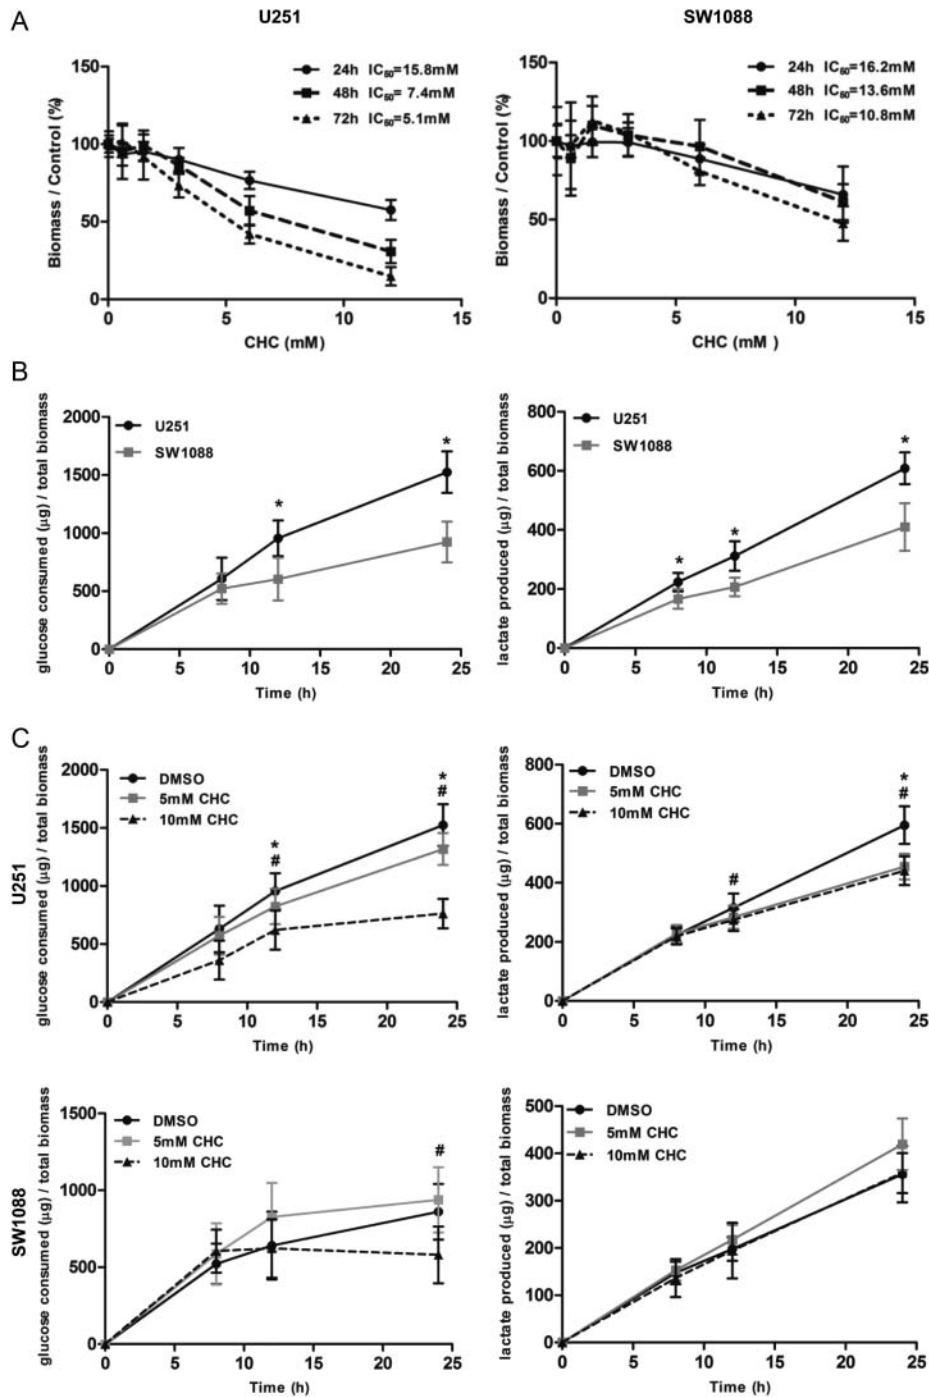 A
U251
SW1088
Biomass / Control (%)
150
100
50
0
24h IC50=15.8mM
48h IC50= 7.4mM
72h IC50=5.1mM
0 5 10 15
CHC (mM)
Biomass / Control (%)
150
100
50
0
24h IC50=16.2mM
48h IC50=13.6mM
72h IC50=10.8mM
0 5 10 15
CHC (mM )
B
glucose consumed (µg) / total biomass
2000
1500
1000
500
0
U251
SW1088
* *
0 5 10 15 20 25
Time (h)
lactate produced (µg) / total biomass
800
600
400
200
0
U251
SW1088
* * *
0 5 10 15 20 25
Time (h)
C
U251
glucose consumed (µg) / total biomass
2000
1500
1000
500
0
DMSO
5mM CHC
10mM CHC
* *
# #
0 5 10 15 20 25
Time (h)
lactate produced (µg) / total biomass
800
600
400
200
0
DMSO
5mM CHC
10mM CHC
*
# #
0 5 10 15 20 25
Time (h)
SW1088
glucose consumed (µg) / total biomass
1500
1000
500
0
DMSO
5mM CHC
10mM CHC
#
0 5 10 15 20 25
Time (h)
lactate produced (µg) / total biomass
500
400
300
200
100
0
DMSO
5mM CHC
10mM CHC
0 5 10 15 20 25
Time (h)